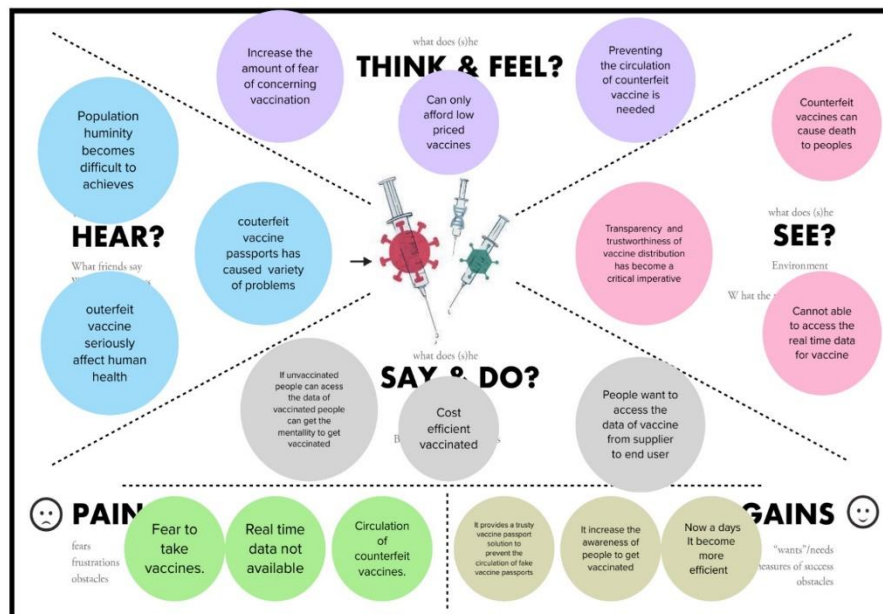 what does (s)he
THINK & FEEL?
Increase the
amount of fear
of concerning
vaccination
Can only
afford low
priced
vaccines
Preventing
the circulation
of counterfeit
vaccine is
needed
Population
huminity
becomes
difficult to
achieves
HEAR?
What friends say
couterfeit
vaccine
passports has
caused variety
of problems
outerfeit
vaccine
seriously
affect human
health
Counterfeit
vaccines can
cause death
to peoples
what does (s)he
SEE?
Environment
W hat the
Transparency and
trustworthiness of
vaccine distribution
has become a
critical imperative
Cannot able
to access the
real time data
for vaccine
what does (s)he
SAY & DO?
If unvaccinated
people can acess the
data of
vaccinated people
can get the
mentallity to get
vaccinated
Cost
efficient
vaccinated
People want to
access the
data of vaccine
from supplier
to end user
PAIN
fears
frustrations
obstacles
Fear to
take
vaccines.
Real time
data not
available
Circulation
of
counterfeit
vaccines.
It provides a trusty
vaccine passport
solution to
prevent the
circulation of fake
vaccine passports
It increase the
awareness of
people to get
vaccinated
Now a days
It become
more
efficient
GAINS
"wants"/needs
measures of success
obstacles